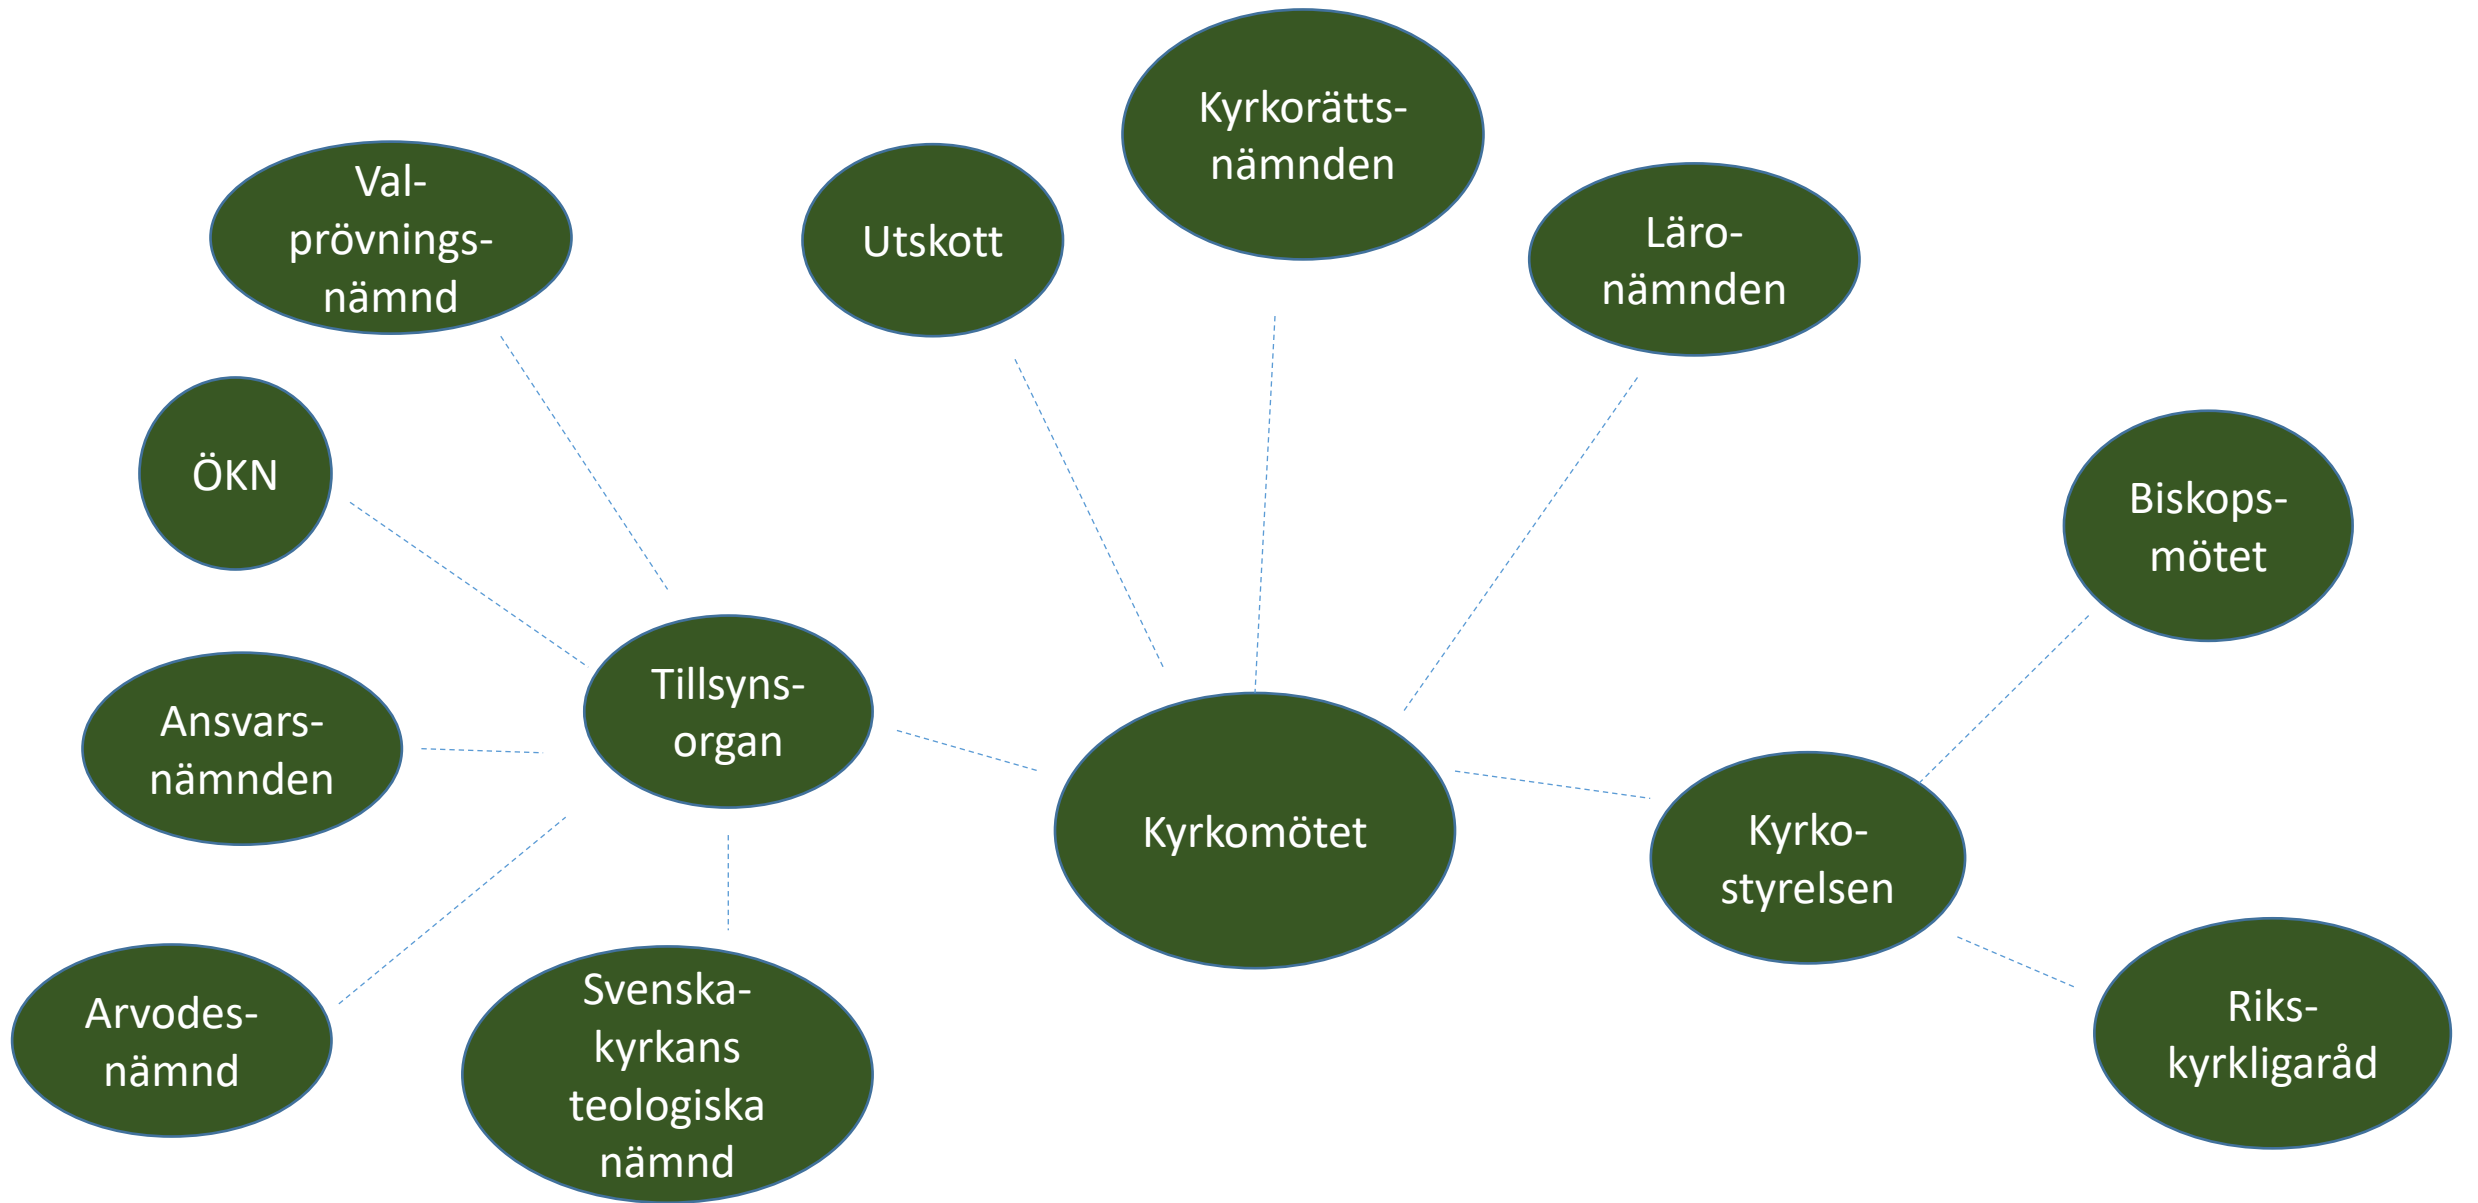 Kyrkorätts-
nämnden
Val-
prövnings-
nämnd
Utskott
Läro-
nämnden
ÖKN
Biskops-
mötet
Tillsyns-
organ
Ansvars-
nämnden
Kyrkomötet
Kyrko-
styrelsen
Arvodes-
nämnd
Svenska-
kyrkans
teologiska
nämnd
Riks-
kyrkligaråd